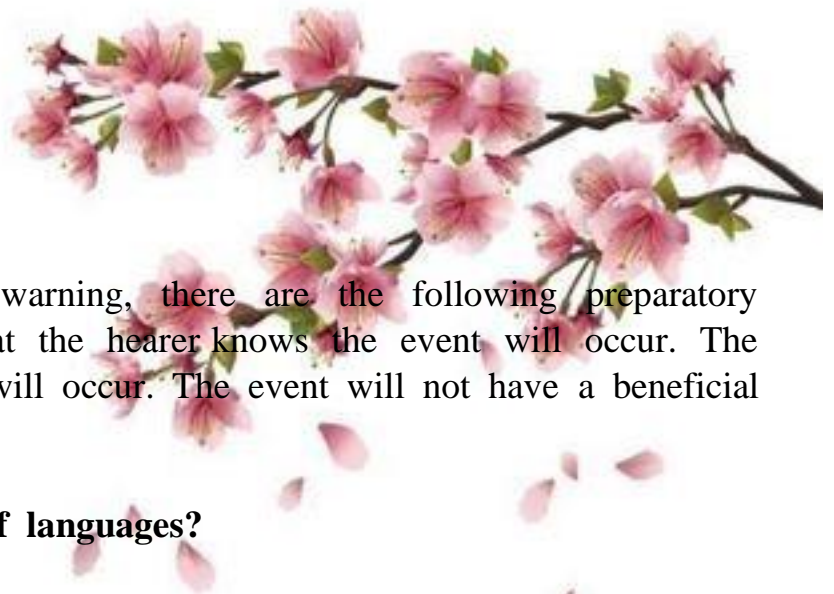 warning, there are the following preparatory
at the hearer knows the event will occur. The
will occur. The event will not have a beneficial
f languages?